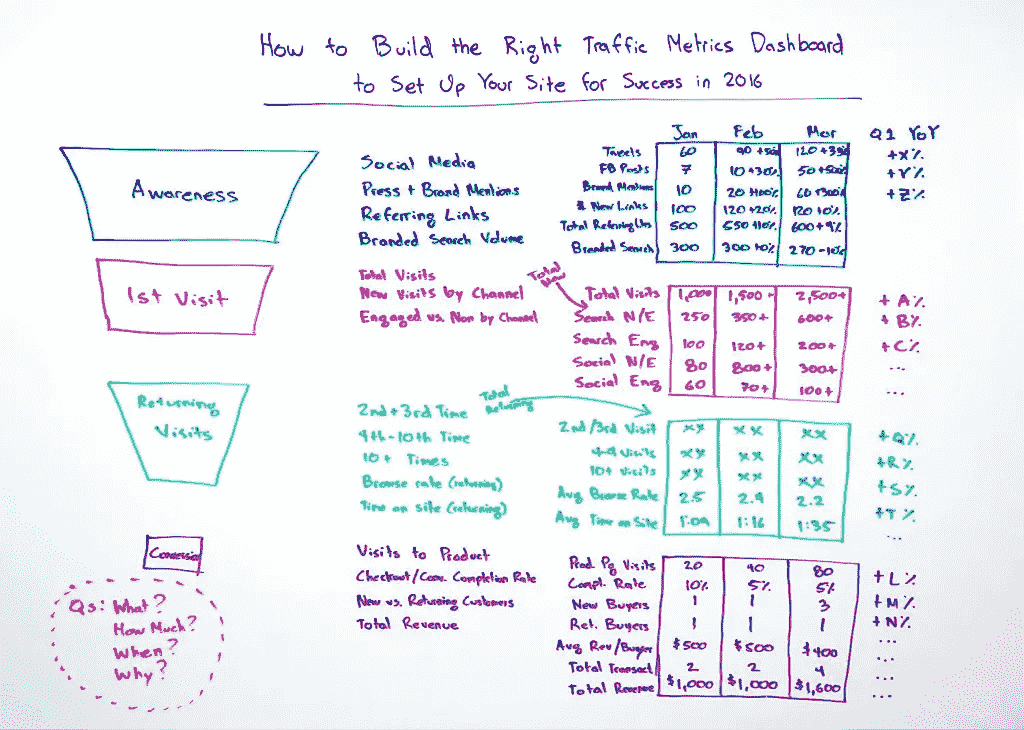 How to Build the Right Traffic Metrics Dashboard
to Set Up Your Site for Success in 2016
Jan Feb Mar Q1 YoY
Awareness
Social Media
Press + Brand Mentions
Referring Links
Branded Search Volume
Tweets 60 90 +50% 120 +33%
FB Posts 7 10 +30% 50 +500%
Brand Mentions 10 20 +100% 60 +300%
# New Links 100 120 +20% 120 +0%
Total Referring Lks 500 550 +10% 600 +9%
Branded Search 300 300 +0% 270 -10%
+X%
+Y%
+Z%
1st Visit
Total Visits
New Visits by Channel
Engaged vs. Non by Channel
Total New
Total Visits 1,000 1,500+ 2,500+
Search N/E 250 350+ 600+
Search Eng 100 120+ 200+
Social N/E 80 800+ 300+
Social Eng 60 70+ 100+
+A%
+B%
+C%
...
...
Returning
Visits
2nd + 3rd Time
4th-10th Time
10+ Times
Browse rate (returning)
Time on site (returning)
Total Returning
2nd/3rd Visit xx xx xx
4-9 Visits xx xx xx
10+ visits xx xx xx
Avg Browse Rate 2.5 2.4 2.2
Avg Time on Site 1:09 1:16 1:35
+Q%
+R%
+S%
+T%
...
Conversion
Visits to Product
Checkout/Conv. Completion Rate
New vs. Returning Customers
Total Revenue
Prod Pg Visits 20 40 80
Compl. Rate 10% 5% 5%
New Buyers 1 1 3
Ret. Buyers 1 1 1
Avg Rev/Buyer $500 $500 $400
Total Transact 2 2 4
Total Revenue $1,000 $1,000 $1,600
+L%
+M%
+N%
...
...
...
Qs: What?
How Much?
When?
Why?